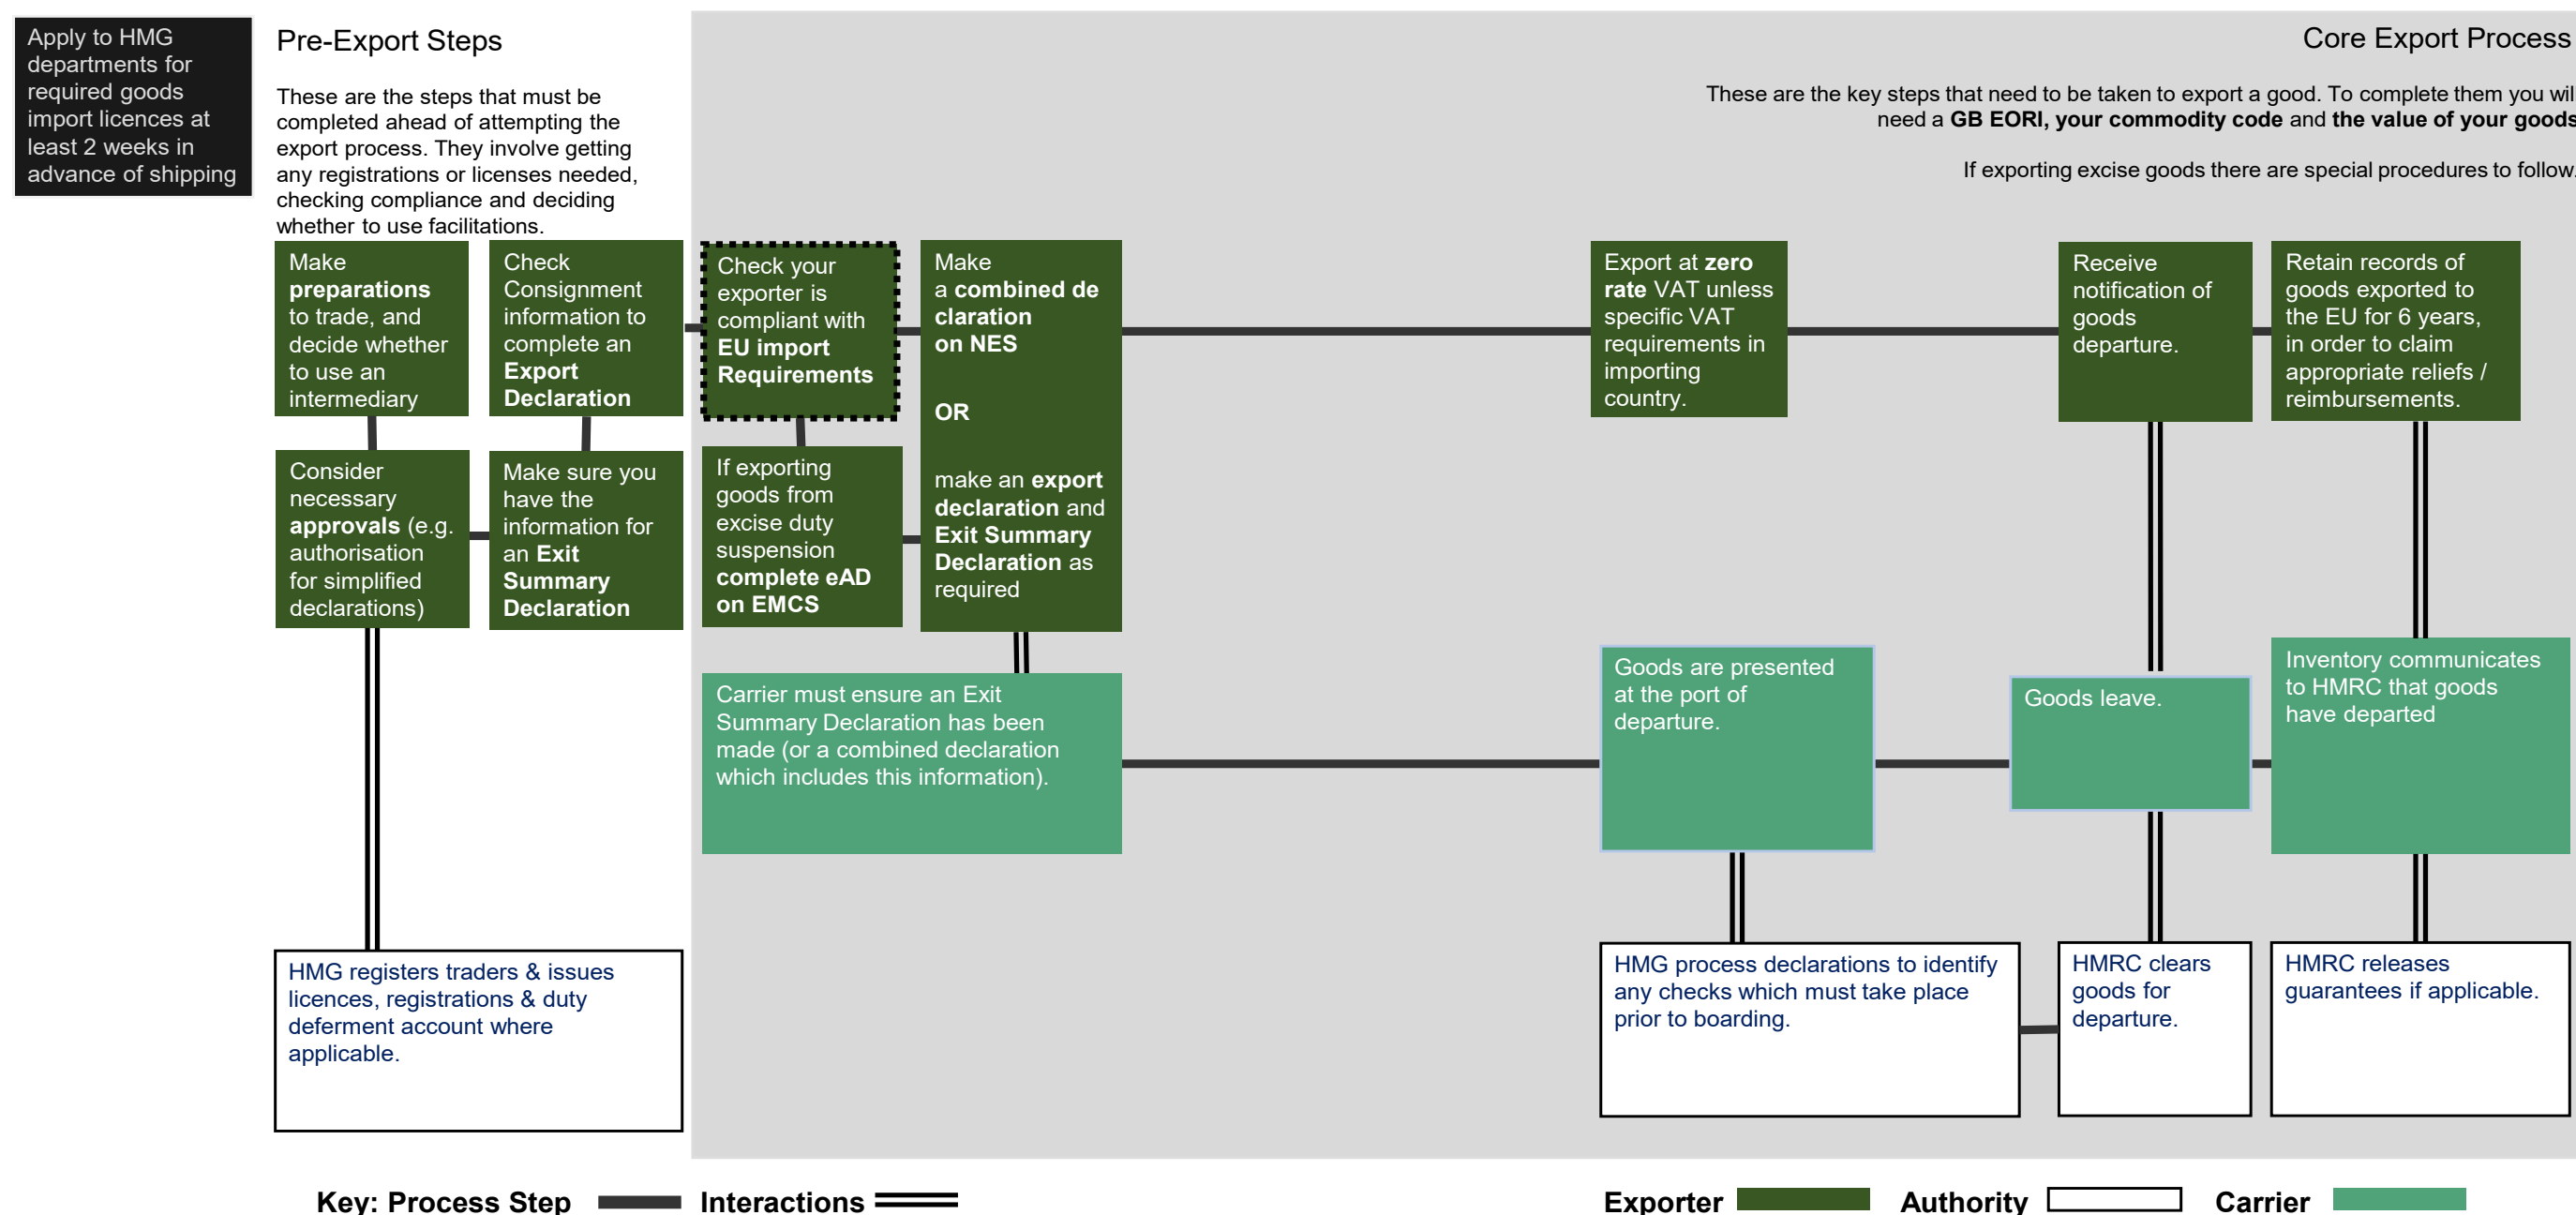 Apply to HMG
departments for
required goods
import licences at
least 2 weeks in
advance of shipping
Pre-Export Steps
These are the steps that must be
completed ahead of attempting the
export process. They involve getting
any registrations or licenses needed,
checking compliance and deciding
whether to use facilitations.
Core Export Process
These are the key steps that need to be taken to export a good. To complete them you wil
need a GB EORI, your commodity code and the value of your goods
If exporting excise goods there are special procedures to follow.
Make
preparations
to trade, and
decide whether
to use an
intermediary
Check
Consignment
information to
complete an
Export
Declaration
Check your
exporter is
compliant with
EU import
Requirements
Make
a combined de
claration
on NES
OR
make an export
declaration and
Exit Summary
Declaration as
required
Export at zero
rate VAT unless
specific VAT
requirements in
importing
country.
Receive
notification of
goods
departure.
Retain records of
goods exported to
the EU for 6 years,
in order to claim
appropriate reliefs /
reimbursements.
Consider
necessary
approvals (e.g.
authorisation
for simplified
declarations)
Make sure you
have the
information for
an Exit
Summary
Declaration
If exporting
goods from
excise duty
suspension
complete eAD
on EMCS
Carrier must ensure an Exit
Summary Declaration has been
made (or a combined declaration
which includes this information).
Goods are presented
at the port of
departure.
Goods leave.
Inventory communicates
to HMRC that goods
have departed
HMG registers traders & issues
licences, registrations & duty
deferment account where
applicable.
HMG process declarations to identify
any checks which must take place
prior to boarding.
HMRC clears
goods for
departure.
HMRC releases
guarantees if applicable.
Key: Process Step
Interactions
Exporter
Authority
Carrier